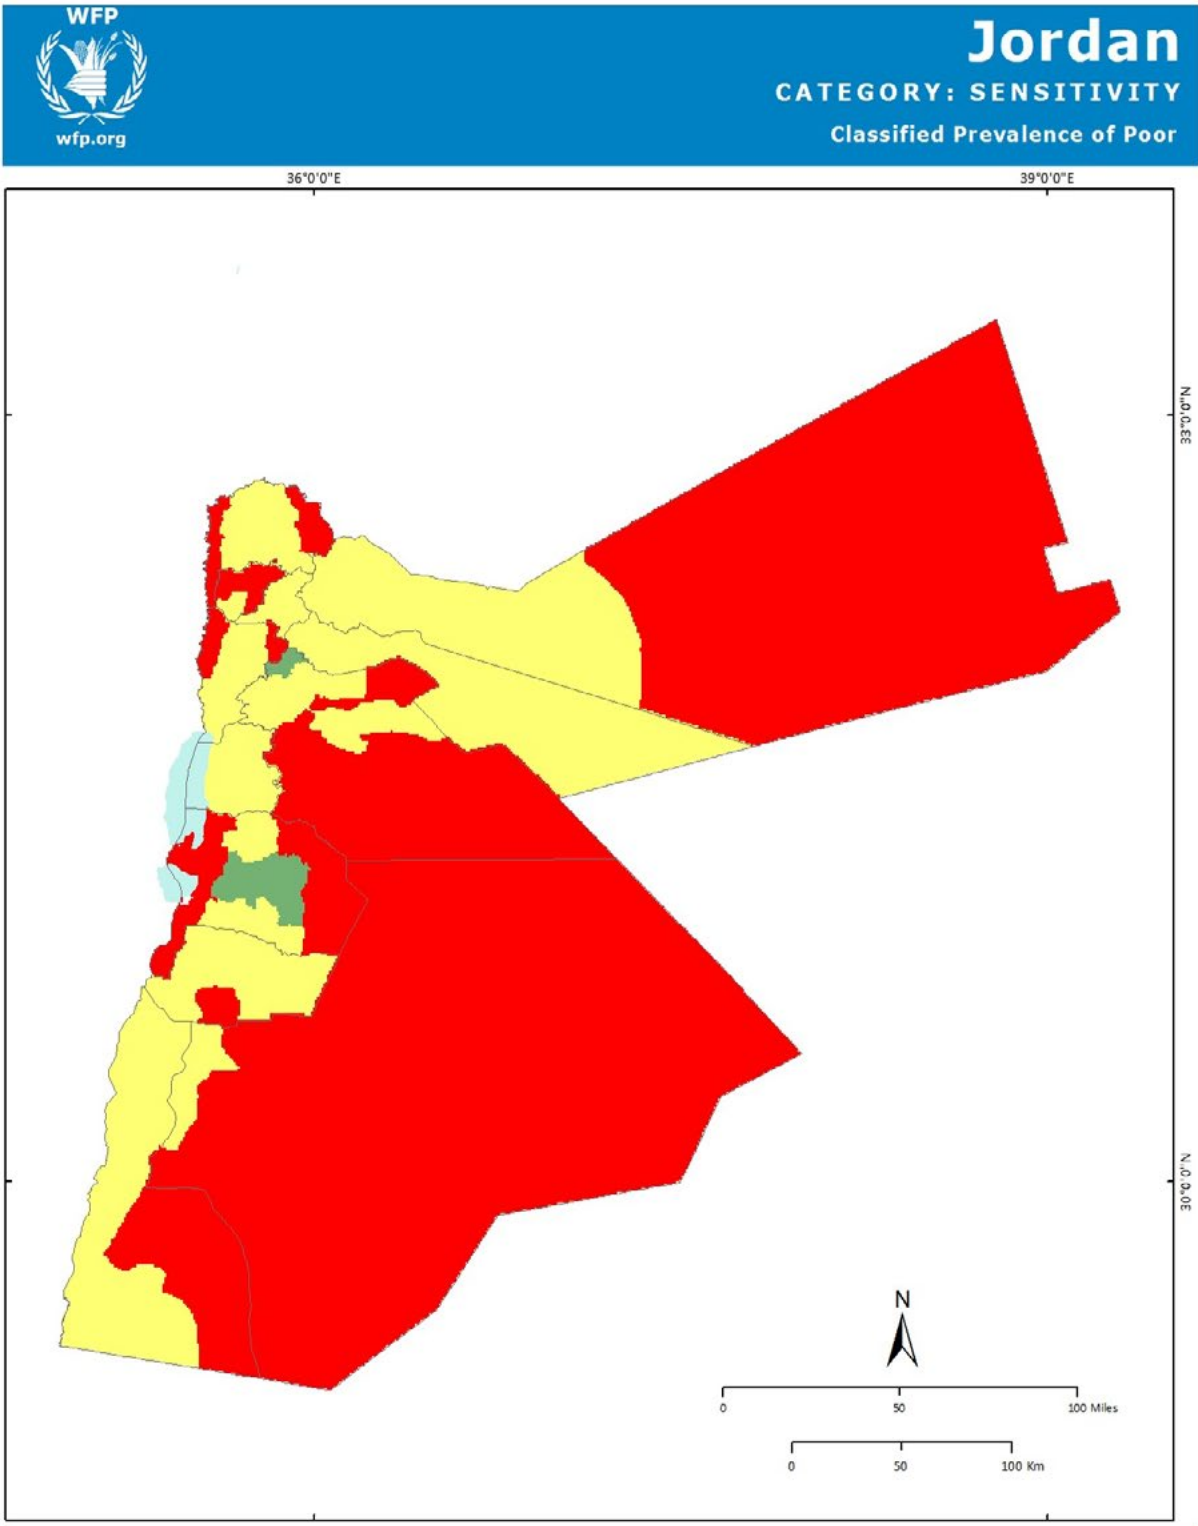 WFP
wfp.org
Jordan
CATEGORY: SENSITIVITY
Classified Prevalence of Poor
36°0'0"E
39°0'0"E
33°0'0"N
30°0'0"N
N
0 50 100 Miles
0 50 100 Km